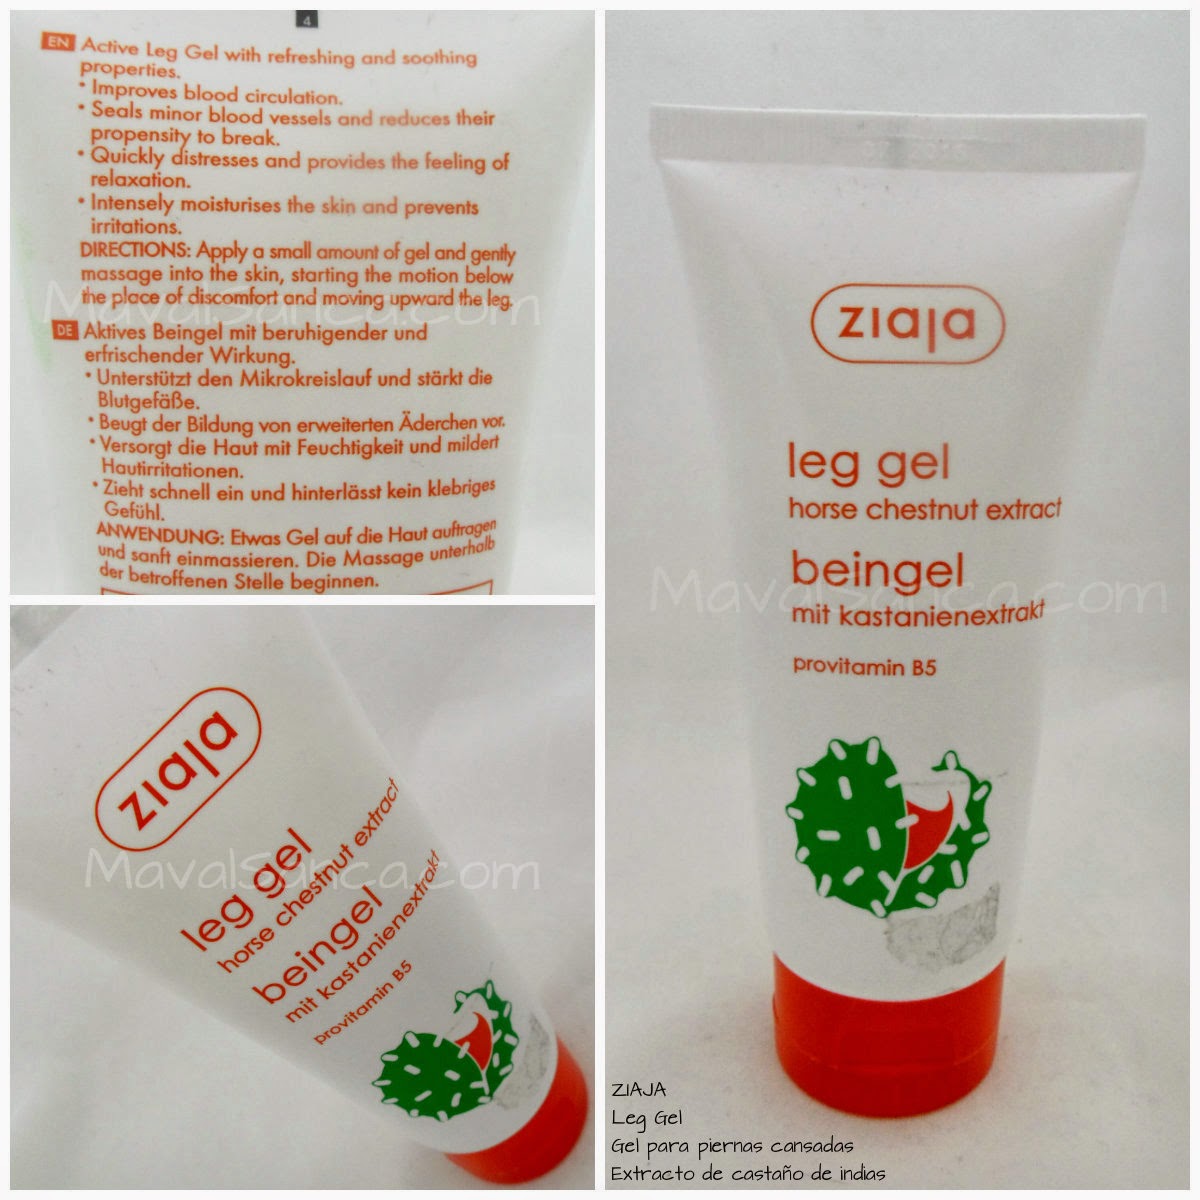 4
EN Active Leg Gel with refreshing and soothing
properties.
• Improves blood circulation.
• Seals minor blood vessels and reduces their
propensity to break.
• Quickly distresses and provides the feeling of
relaxation.
• Intensely moisturises the skin and prevents
irritations.
DIRECTIONS: Apply a small amount of gel and gently
massage into the skin, starting the motion below
the place of discomfort and moving upward the leg.
MavalSanca.com
DE Aktives Beingel mit beruhigender und
erfrischender Wirkung.
• Unterstützt den Mikrokreislauf und stärkt die
Blutgefäße.
• Beugt der Bildung von erweiterten Äderchen vor.
• Versorgt die Haut mit Feuchtigkeit und mildert
Hautirritationen.
• Zieht schnell ein und hinterlässt kein klebriges
Gefühl.
ANWENDUNG: Etwas Gel auf die Haut auftragen
und sanft einmassieren. Die Massage unterhalb
der betroffenen Stelle beginnen.
ziaja
leg gel
horse chestnut extract
beingel
mit kastanienextrakt
provitamin B5
MavalSanca.com
ziaja
leg gel
horse chestnut extract
beingel
mit kastanienextrakt
provitamin B5
MavalSanca.com
ZIAJA
Leg Gel
Gel para piernas cansadas
Extracto de castaño de indias